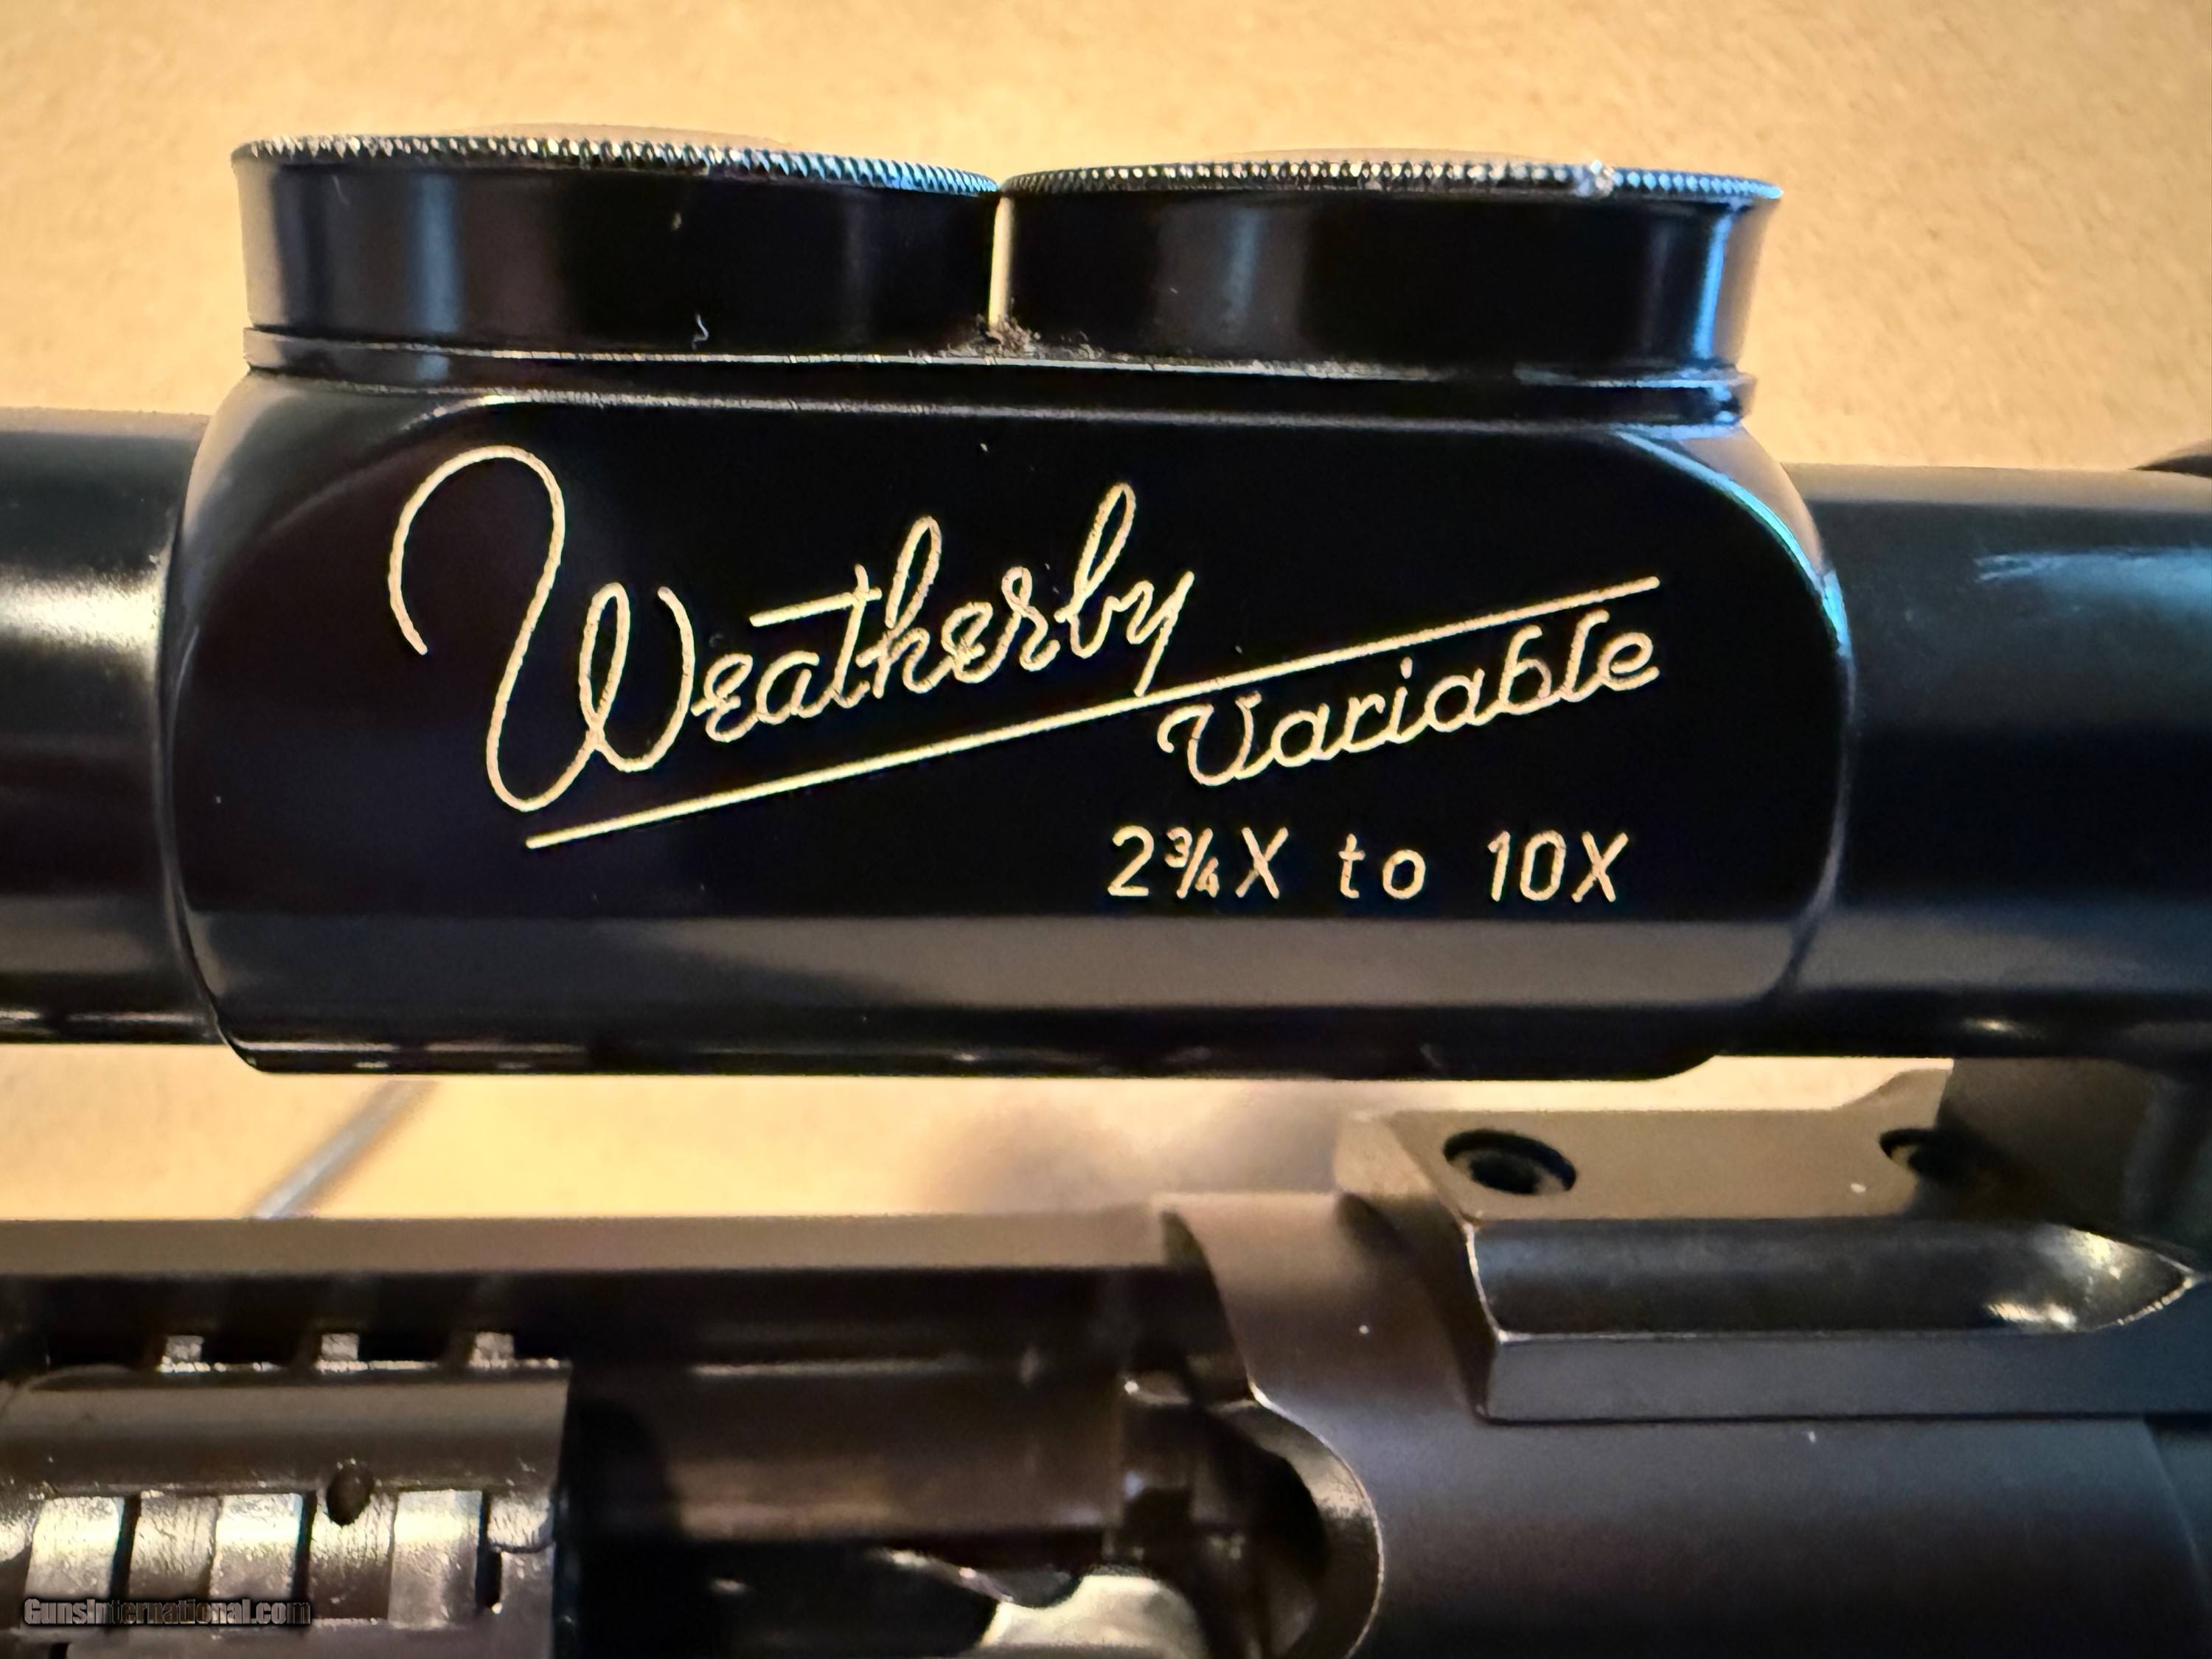 Weatherby
Variable
2¾X to 10X
GunsInternational.com